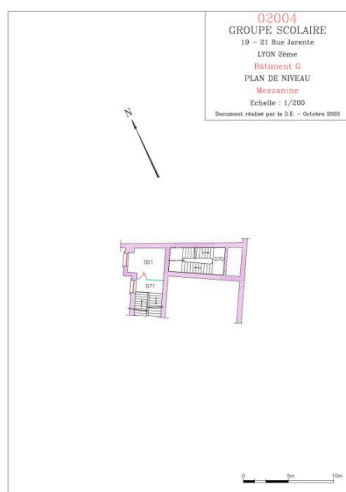 02004
GROUPE SCOLAIRE
19 - 21 Rue Jarente
LYON 2ème
Bâtiment G
PLAN DE NIVEAU
Mezzanine
Echelle : 1/200
Document réalisé par la D.E. - Octobre 2003
N
001
070
071
0 5m 10m